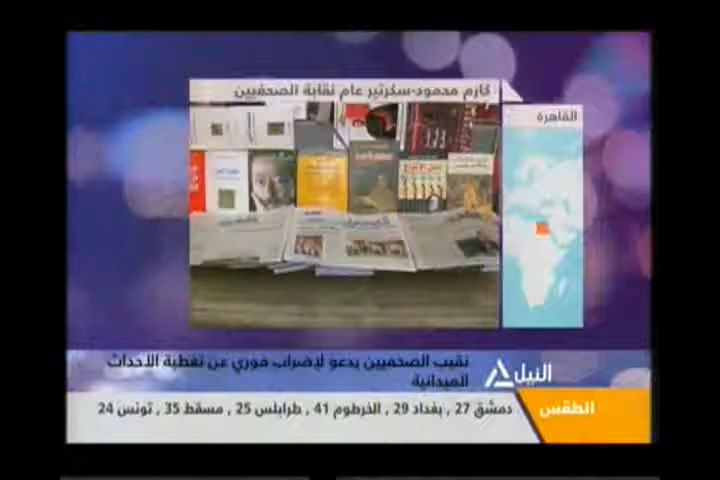 كارم محمود-سكرتير عام نقابة الصحفيين
القاهرة
نقيب الصحفيين يدعو لإضراب فوري عن تغطية الأحداث
الميدانية
النيل
الطقس
دمشق 27 , بغداد 29 , الخرطوم 41 , طرابلس 25 , مسقط 35 , تونس 24